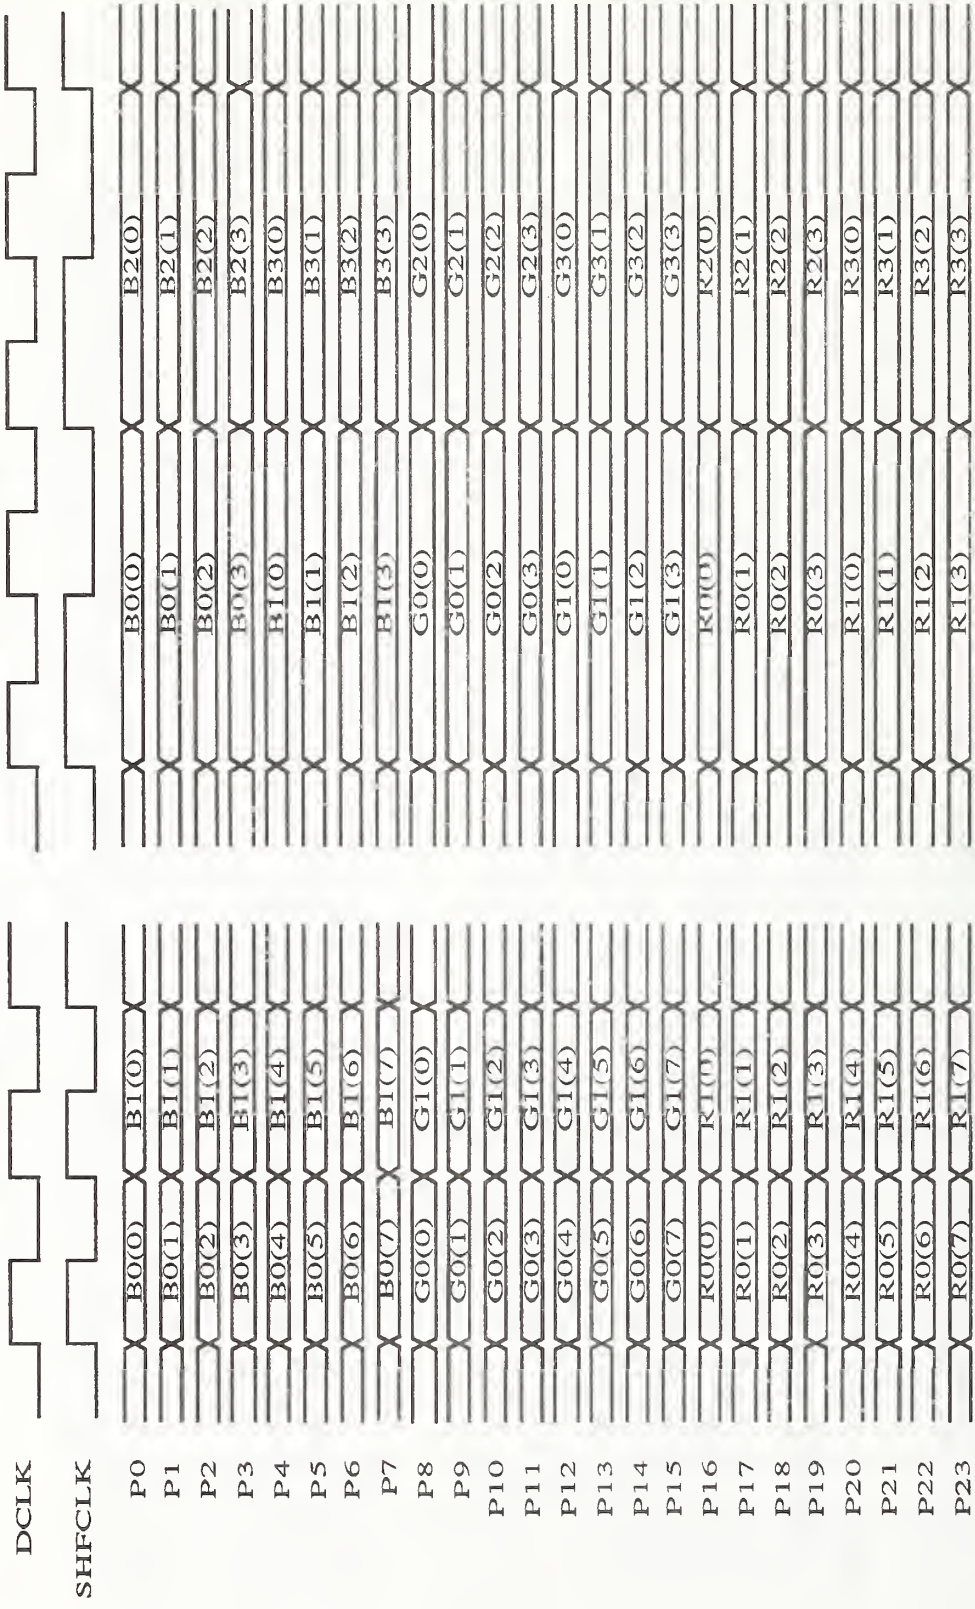 DCLK
SHFCLK
P0 B0(0) B1(0) B0(0) B2(0)
P1 B0(1) B1(1) B0(1) B2(1)
P2 B0(2) B1(2) B0(2) B2(2)
P3 B0(3) B1(3) B0(3) B2(3)
P4 B0(4) B1(4) B1(0) B3(0)
P5 B0(5) B1(5) B1(1) B3(1)
P6 B0(6) B1(6) B1(2) B3(2)
P7 B0(7) B1(7) B1(3) B3(3)
P8 G0(0) G1(0) G0(0) G2(0)
P9 G0(1) G1(1) G0(1) G2(1)
P10 G0(2) G1(2) G0(2) G2(2)
P11 G0(3) G1(3) G0(3) G2(3)
P12 G0(4) G1(4) G1(0) G3(0)
P13 G0(5) G1(5) G1(1) G3(1)
P14 G0(6) G1(6) G1(2) G3(2)
P15 G0(7) G1(7) G1(3) G3(3)
P16 R0(0) R1(0) R0(0) R2(0)
P17 R0(1) R1(1) R0(1) R2(1)
P18 R0(2) R1(2) R0(2) R2(2)
P19 R0(3) R1(3) R0(3) R2(3)
P20 R0(4) R1(4) R1(0) R3(0)
P21 R0(5) R1(5) R1(1) R3(1)
P22 R0(6) R1(6) R1(2) R3(2)
P23 R0(7) R1(7) R1(3) R3(3)